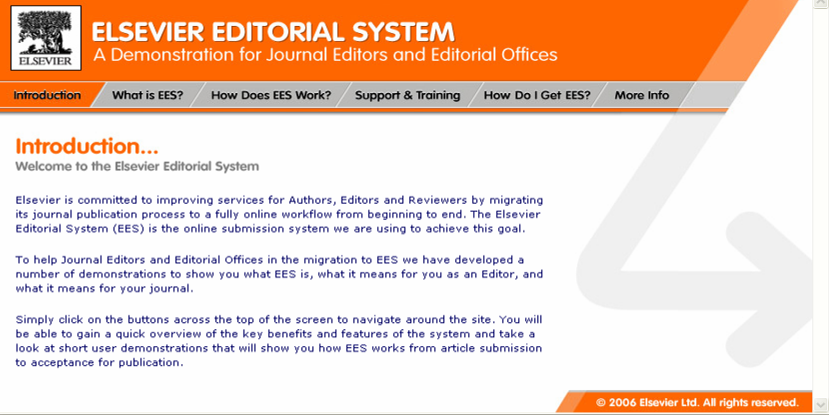 ELSEVIER
ELSEVIER EDITORIAL SYSTEM
A Demonstration for Journal Editors and Editorial Offices
Introduction
What is EES?
How Does EES Work?
Support & Training
How Do I Get EES?
More Info
Introduction...
Welcome to the Elsevier Editorial System
Elsevier is committed to improving services for Authors, Editors and Reviewers by migrating
its journal publication process to a fully online workflow from beginning to end. The Elsevier
Editorial System (EES) is the online submission system we are using to achieve this goal.
To help Journal Editors and Editorial Offices in the migration to EES we have developed a
number of demonstrations to show you what EES is, what it means for you as an Editor, and
what it means for your journal.
Simply click on the buttons across the top of the screen to navigate around the site. You will
be able to gain a quick overview of the key benefits and features of the system and take a
look at short user demonstrations that will show you how EES works from article submission
to acceptance for publication.
© 2006 Elsevier Ltd. All rights reserved.